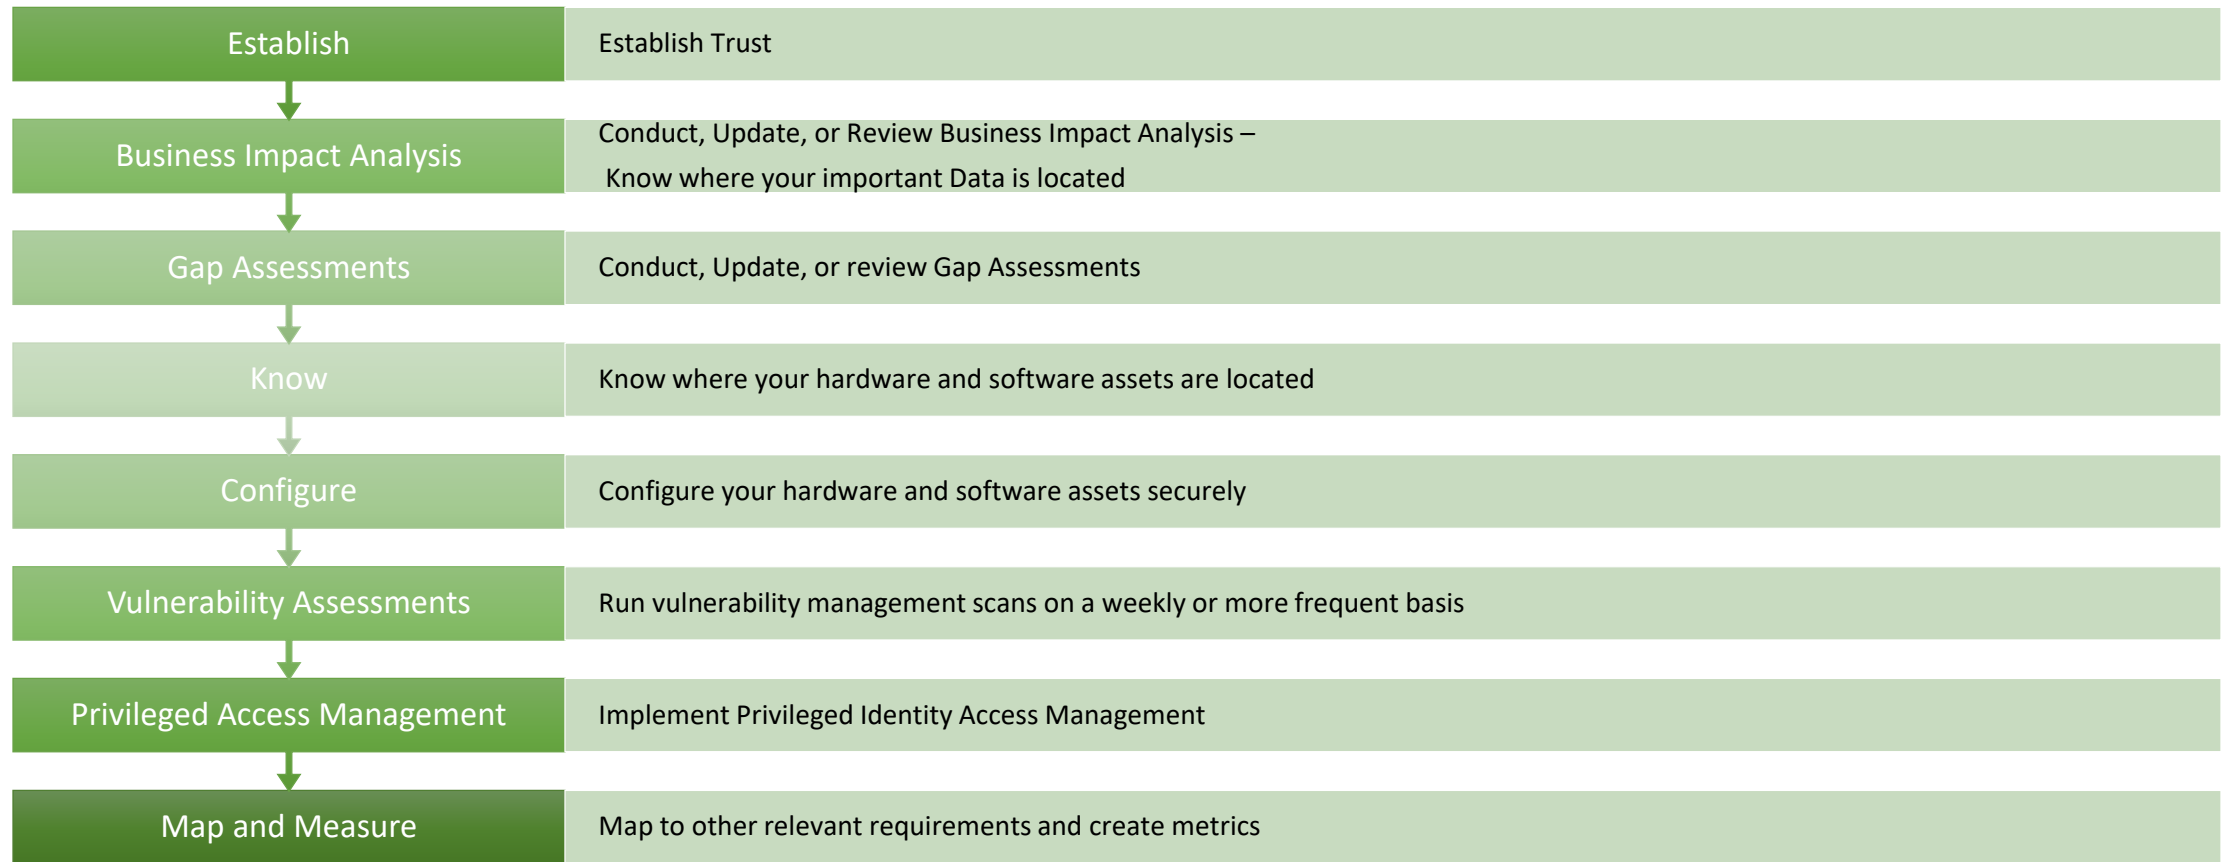 Establish
Establish Trust
Business Impact Analysis
Conduct, Update, or Review Business Impact Analysis –
Know where your important Data is located
Gap Assessments
Conduct, Update, or review Gap Assessments
Know
Know where your hardware and software assets are located
Configure
Configure your hardware and software assets securely
Vulnerability Assessments
Run vulnerability management scans on a weekly or more frequent basis
Privileged Access Management
Implement Privileged Identity Access Management
Map and Measure
Map to other relevant requirements and create metrics